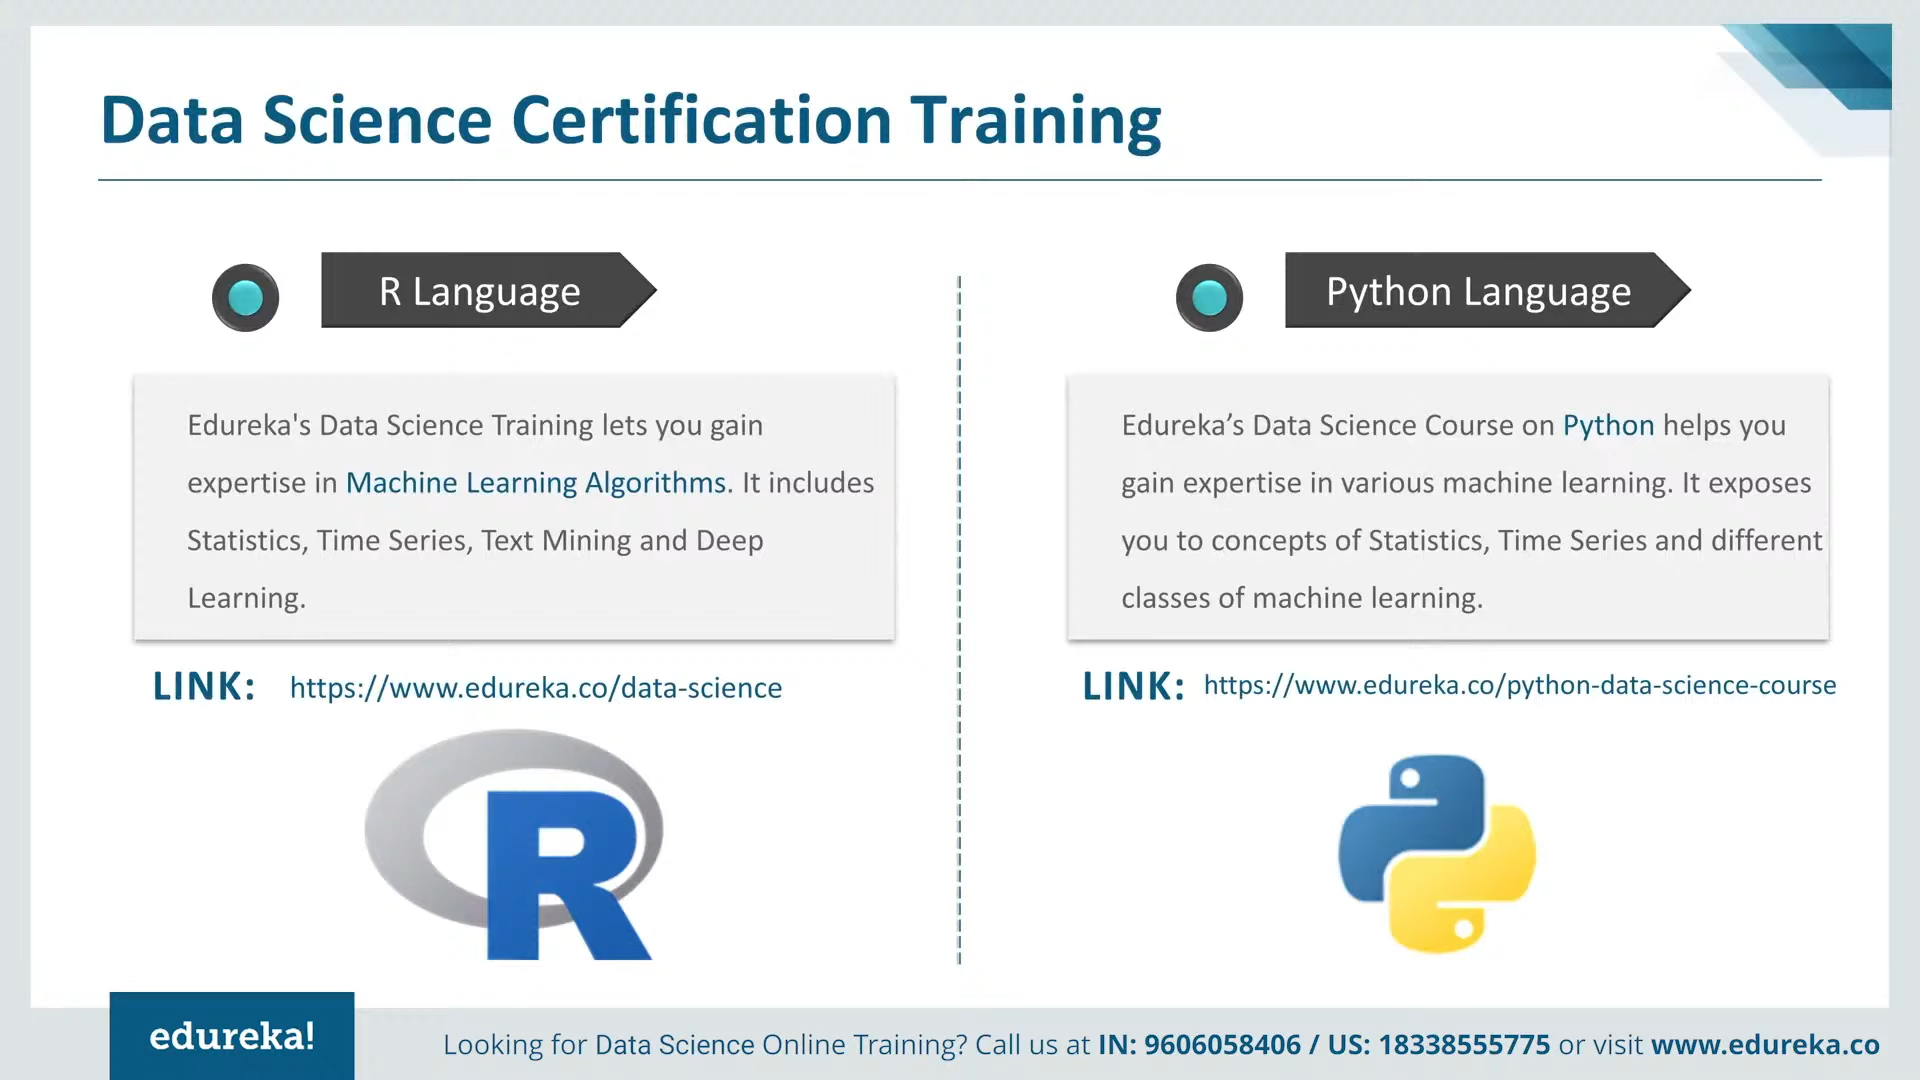 Data Science Certification Training
R Language
Edureka's Data Science Training lets you gain
expertise in Machine Learning Algorithms. It includes
Statistics, Time Series, Text Mining and Deep
Learning.
LINK: https://www.edureka.co/data-science
R
Python Language
Edureka’s Data Science Course on Python helps you
gain expertise in various machine learning. It exposes
you to concepts of Statistics, Time Series and different
classes of machine learning.
LINK: https://www.edureka.co/python-data-science-course
edureka!
Looking for Data Science Online Training? Call us at IN: 9606058406 / US: 18338555775 or visit www.edureka.co